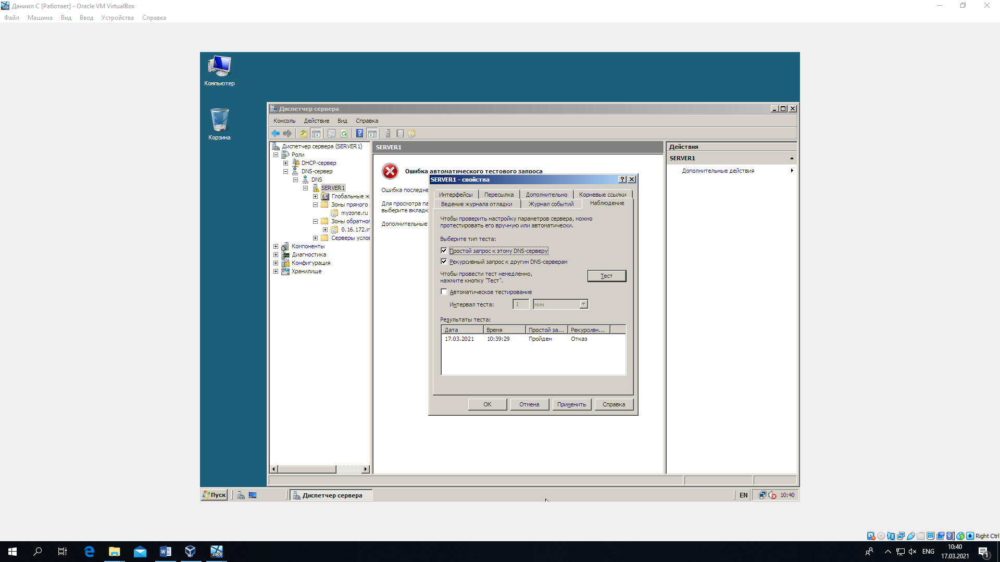 Даниил С [Работает] - Oracle VM VirtualBox
Файл Машина Вид Ввод Устройства Справка
Компьютер
Корзина
Диспетчер сервера
Консоль Действие Вид Справка
Диспетчер сервера (SERVER1)
Роли
DHCP-сервер
DNS-сервер
DNS
SERVER1
Глобальные ж
Зоны прямого
myzone.ru
Зоны обратног
0.16.172.in
Серверы услов
Компоненты
Диагностика
Конфигурация
Хранилище
SERVER1
Ошибка автоматического тестового запроса
Ошибка последне
Для просмотра па
выберите вкладк
Дополнительные
Действия
SERVER1
Дополнительные действия
SERVER1 - свойства
Интерфейсы Пересылка Дополнительно Корневые ссылки
Ведение журнала отладки Журнал событий Наблюдение
Чтобы проверить настройку параметров сервера, можно
протестировать его вручную или автоматически.
Выберите тип теста:
Простой запрос к этому DNS-серверу
Рекурсивный запрос к другим DNS-серверам
Чтобы провести тест немедленно,
нажмите кнопку "Тест".
Тест
Автоматическое тестирование
Интервал теста: 1 мин
Результаты теста:
Дата Время Простой за... Рекурсивн...
17.03.2021 10:39:29 Пройден Отказ
ОК Отмена Применить Справка
Пуск
Диспетчер сервера
EN
10:40
Right Ctrl
2008
ENG
10:40
17.03.2021
1